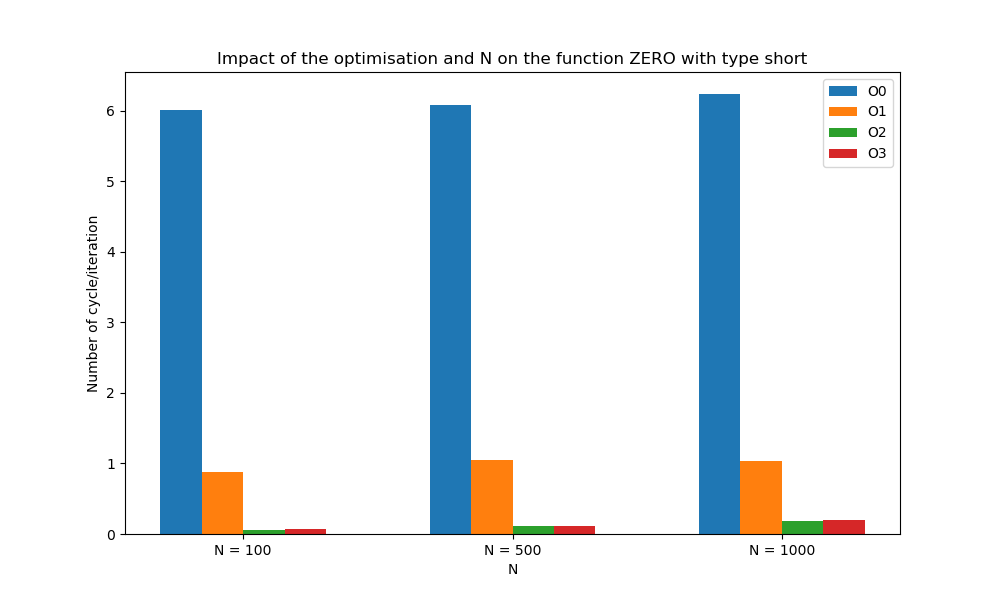 Impact of the optimisation and N on the function ZERO with type short
O0
O1
O2
O3
Number of cycle/iteration
6
5
4
3
2
1
0
N = 100
N = 500
N = 1000
N